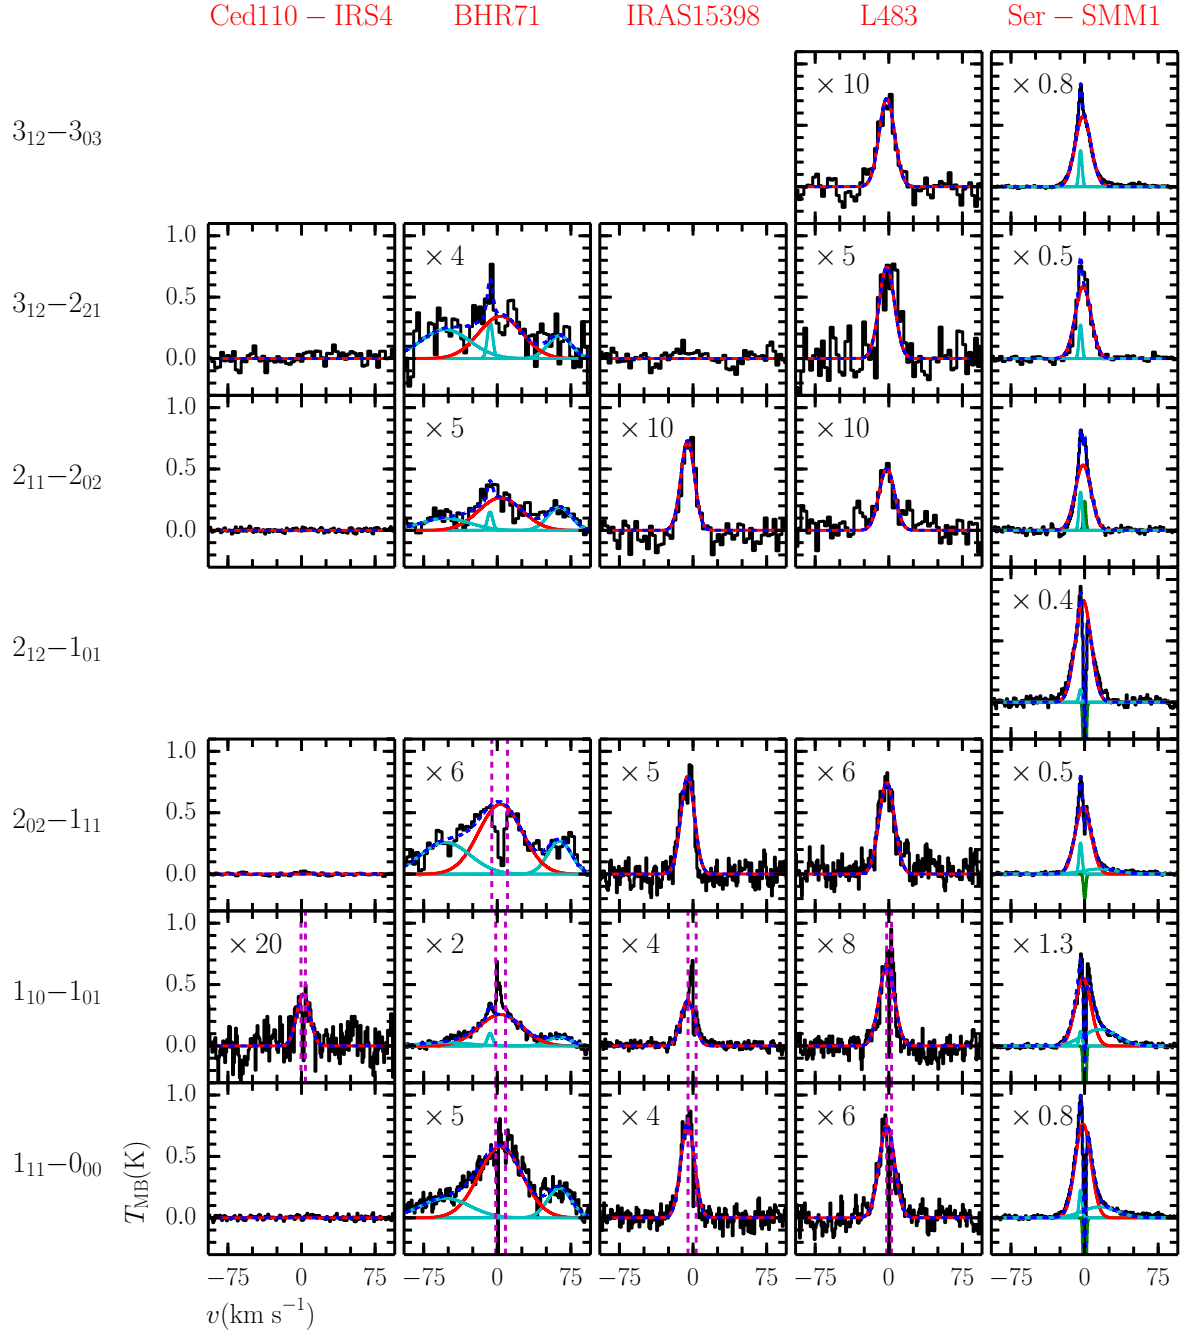 Ced110 − IRS4 BHR71 IRAS15398 L483 Ser − SMM1
3₁₂−3₀₃ × 10 × 0.8
3₁₂−2₂₁ 1.0 0.5 0.0 × 4 × 5 × 0.5
2₁₁−2₀₂ 1.0 0.5 0.0 × 5 × 10 × 10
2₁₂−1₀₁ × 0.4
2₀₂−1₁₁ 1.0 0.5 0.0 × 6 × 5 × 6 × 0.5
1₁₀−1₀₁ 1.0 0.5 0.0 × 20 × 2 × 4 × 8 × 1.3
1₁₁−0₀₀ 1.0 0.5 0.0 × 5 × 4 × 6 × 0.8
T_MB(K)
−75 0 75 −75 0 75 −75 0 75 −75 0 75 −75 0 75
v(km s⁻¹)